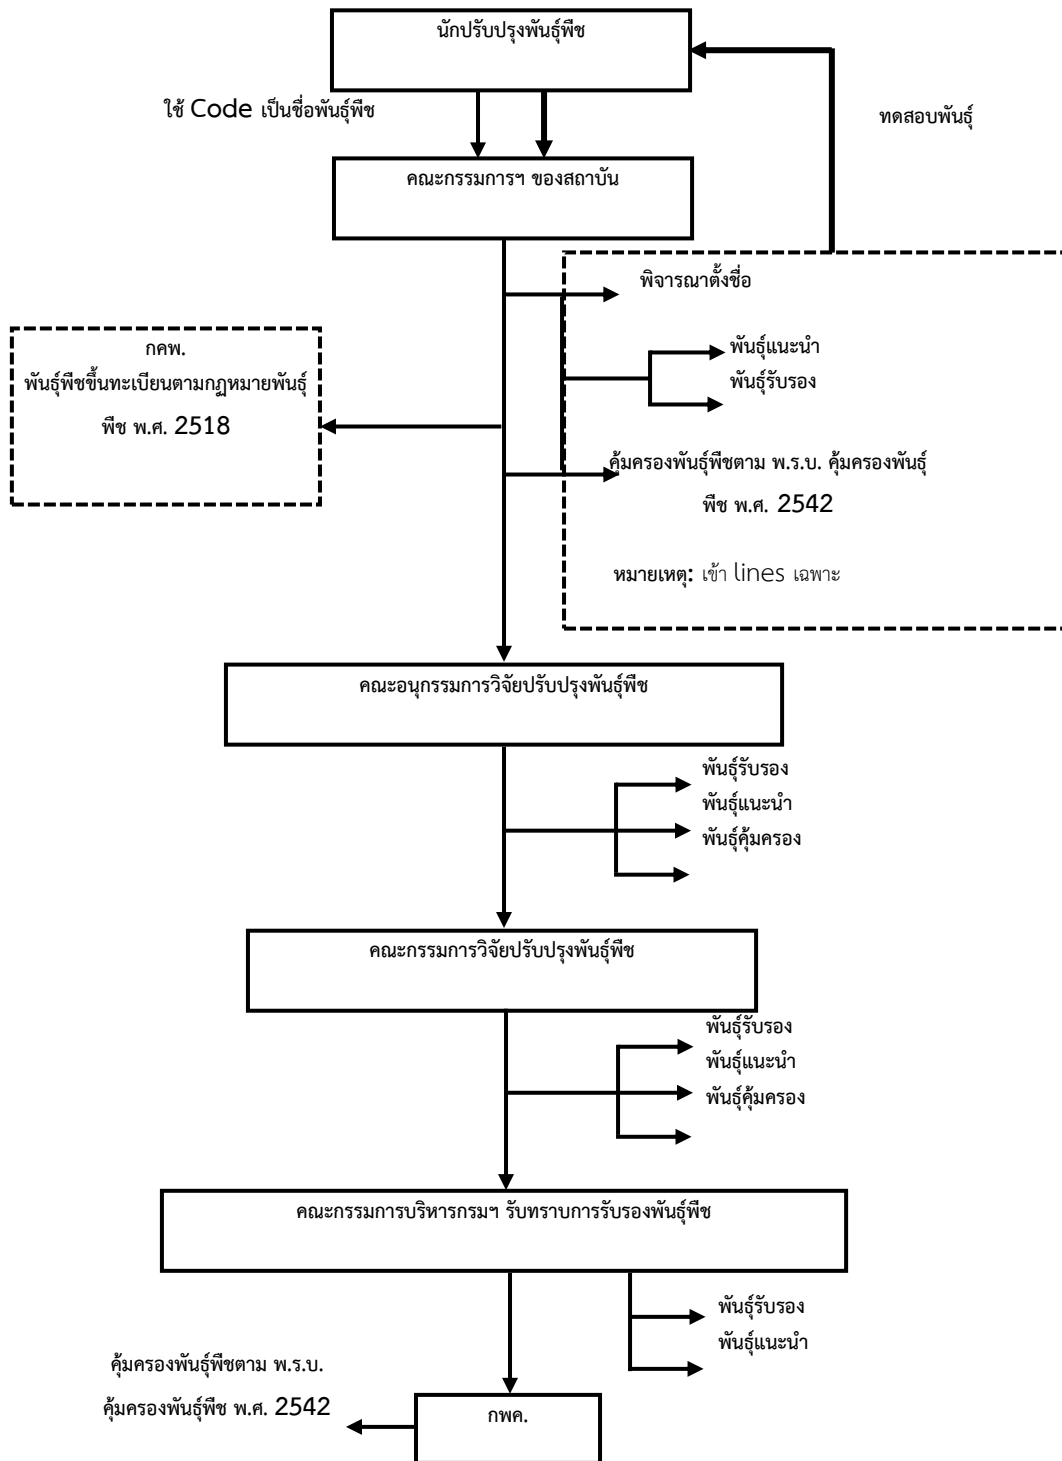 นักปรับปรุงพันธุ์พืช
ใช้ Code เป็นชื่อพันธุ์พืช
ทดสอบพันธุ์
คณะกรรมการฯ ของสถาบัน
พิจารณาตั้งชื่อ
กคพ.
พันธุ์พืชขึ้นทะเบียนตามกฏหมายพันธุ์
พืช พ.ศ. 2518
พันธุ์แนะนำ
พันธุ์รับรอง
คุ้มครองพันธุ์พืชตาม พ.ร.บ. คุ้มครองพันธุ์
พืช พ.ศ. 2542
หมายเหตุ: เข้า lines เฉพาะ
คณะอนุกรรมการวิจัยปรับปรุงพันธุ์พืช
พันธุ์รับรอง
พันธุ์แนะนำ
พันธุ์คุ้มครอง
คณะกรรมการวิจัยปรับปรุงพันธุ์พืช
พันธุ์รับรอง
พันธุ์แนะนำ
พันธุ์คุ้มครอง
คณะกรรมการบริหารกรมฯ รับทราบการรับรองพันธุ์พืช
พันธุ์รับรอง
พันธุ์แนะนำ
คุ้มครองพันธุ์พืชตาม พ.ร.บ.
คุ้มครองพันธุ์พืช พ.ศ. 2542
กพค.